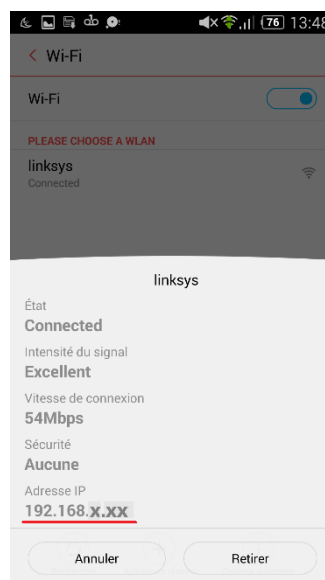 76 13:48
Wi-Fi
Wi-Fi
PLEASE CHOOSE A WLAN
linksys
Connected
linksys
État
Connected
Intensité du signal
Excellent
Vitesse de connexion
54Mbps
Sécurité
Aucune
Adresse IP
192.168.x.xx
Annuler Retirer